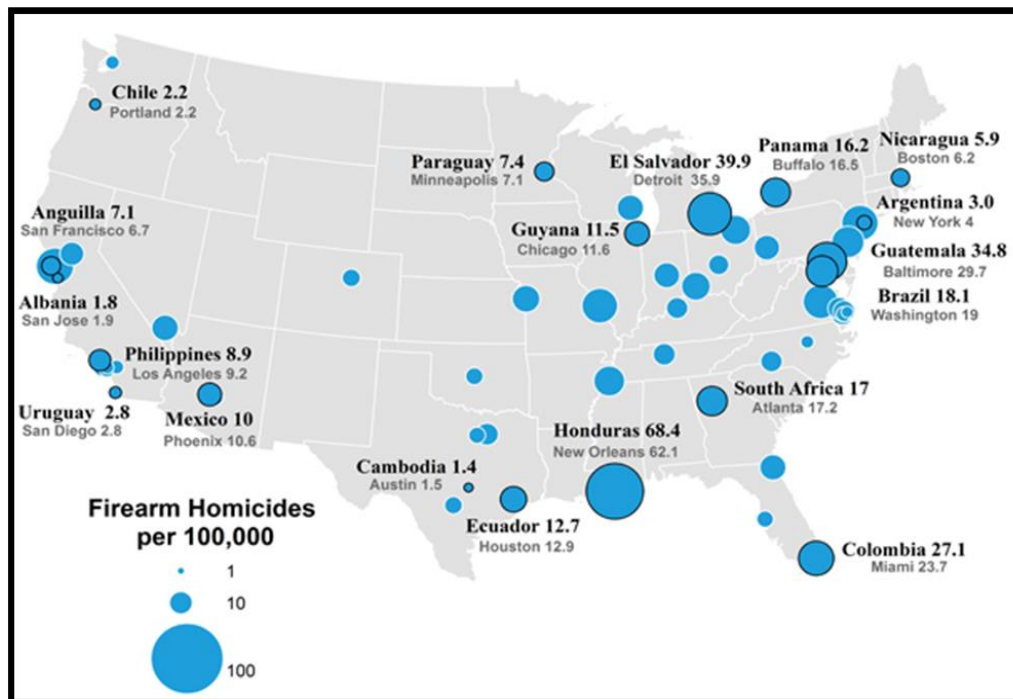 Chile 2.2
Portland 2.2
Paraguay 7.4
Minneapolis 7.1
El Salvador 39.9
Detroit 35.9
Panama 16.2
Buffalo 16.5
Nicaragua 5.9
Boston 6.2
Anguilla 7.1
San Francisco 6.7
Guyana 11.5
Chicago 11.6
Argentina 3.0
New York 4
Guatemala 34.8
Baltimore 29.7
Albania 1.8
San Jose 1.9
Brazil 18.1
Washington 19
Philippines 8.9
Los Angeles 9.2
Uruguay 2.8
San Diego 2.8
Mexico 10
Phoenix 10.6
South Africa 17
Atlanta 17.2
Honduras 68.4
New Orleans 62.1
Cambodia 1.4
Austin 1.5
Ecuador 12.7
Houston 12.9
Colombia 27.1
Miami 23.7
Firearm Homicides
per 100,000
1
10
100